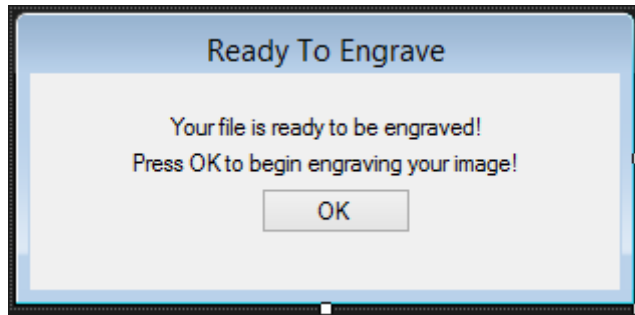 Ready To Engrave
Your file is ready to be engraved!
Press OK to begin engraving your image!
OK